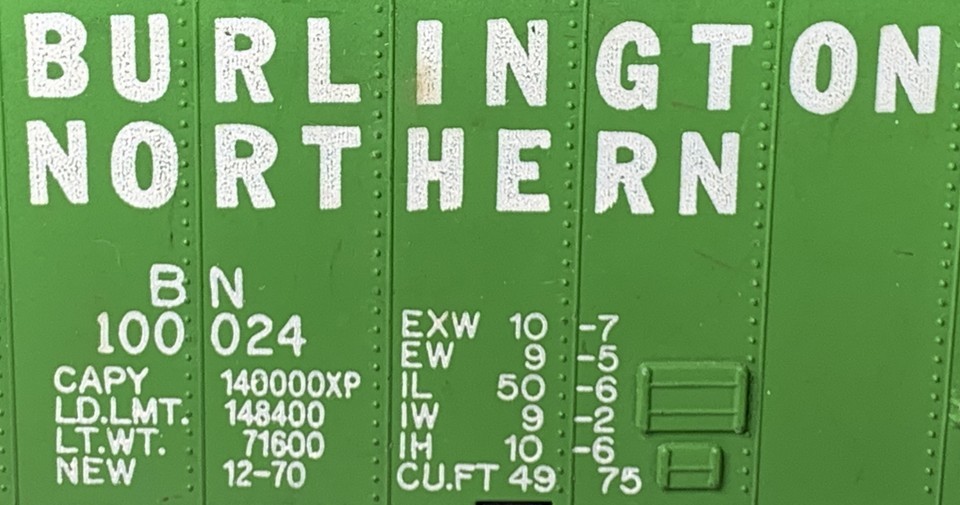 BURLINGTON
NORTHERN
BN
100 024
CAPY 140000XP
LD.LMT. 148400
LT.WT. 71600
NEW 12-70
EXW 10 -7
EW 9 -5
IL 50 -6
IW 9 -2
IH 10 -6
CU.FT 49 75